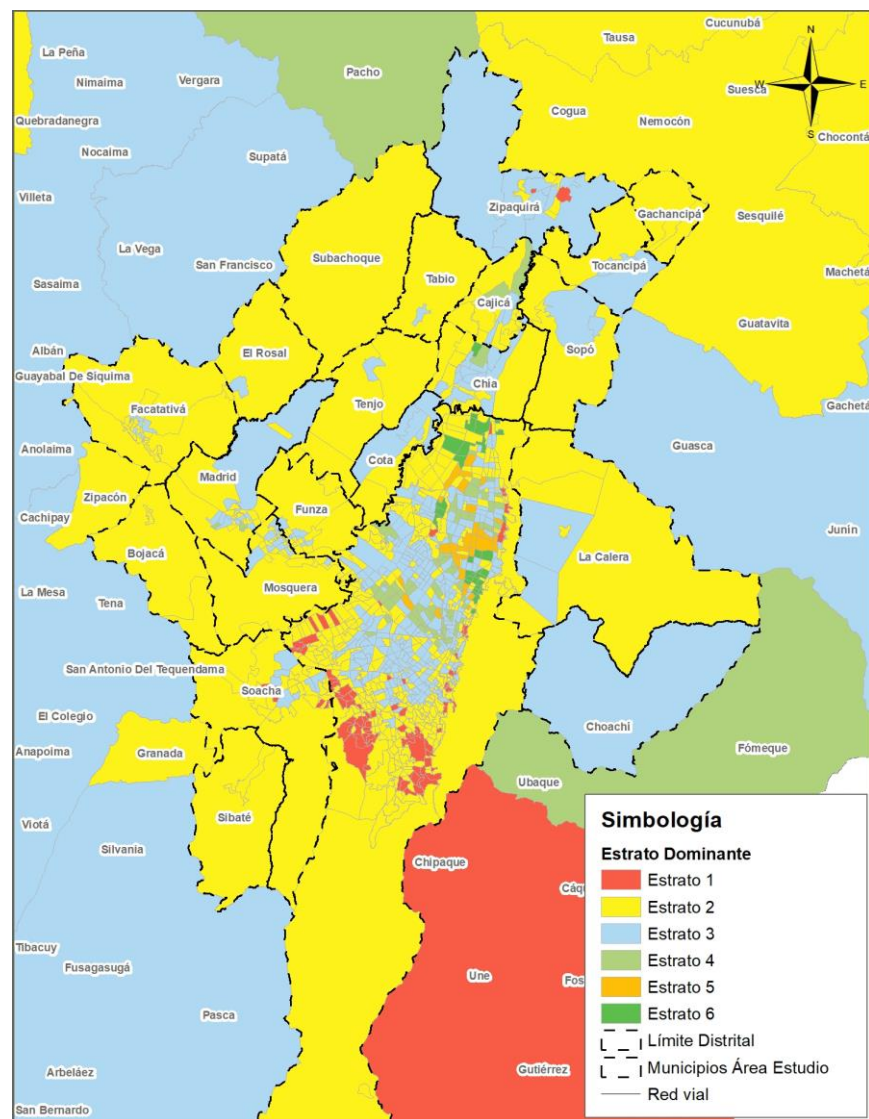 Cucunubá
Tausa
N
La Peña
Pacho
Nimaima
Vergara
W
E
Suesca
S
Cogua
Nemocón
Quebradanegra
Chocontá
Nocaima
Supatá
Villeta
Zipaquirá
Gachancipá
Sesquilé
La Vega
Subachoque
San Francisco
Tocancipá
Machetá
Sasaima
Tabio
Cajicá
Guatavita
Albán
El Rosal
Sopó
Guayabal De Siquima
Chia
Facatativá
Tenjo
Gachetá
Anolaima
Guasca
Cota
Madrid
Zipacón
Funza
Cachipay
Junín
Bojacá
La Calera
La Mesa
Mosquera
Tena
San Antonio Del Tequendama
Soacha
El Colegio
Choachí
Anapoima
Granada
Fómeque
Ubaque
Sibaté
Viotá
Silvania
Chipaque
Cáqu
Tibacuy
Fusagasugá
Une
Fos
Pasca
Arbeláez
Gutiérrez
San Bernardo
Simbología
Estrato Dominante
Estrato 1
Estrato 2
Estrato 3
Estrato 4
Estrato 5
Estrato 6
Límite Distrital
Municipios Área Estudio
Red vial